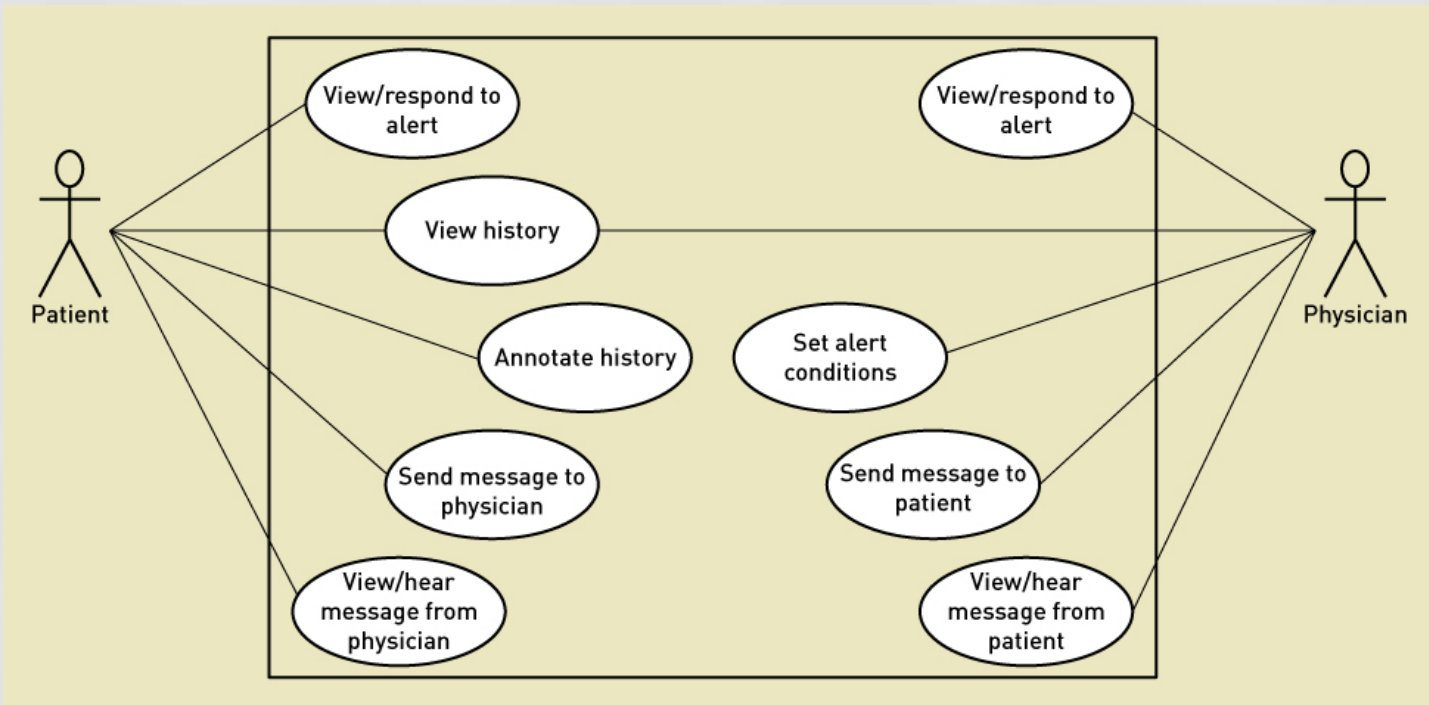 View/respond to
alert
View/respond to
alert
View history
Patient
Physician
Annotate history
Set alert
conditions
Send message to
physician
Send message to
patient
View/hear
message from
physician
View/hear
message from
patient